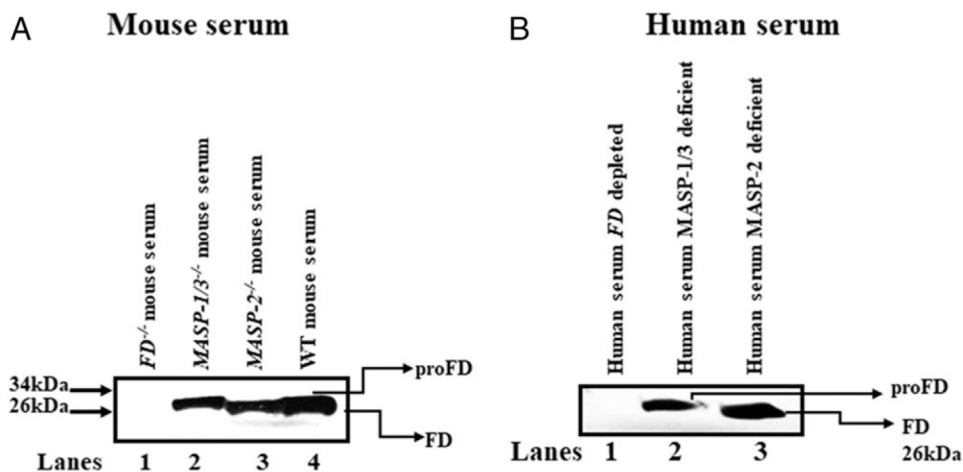 A
Mouse serum
FD-/- mouse serum
MASP-1/3-/- mouse serum
MASP-2-/- mouse serum
WT mouse serum
34kDa
26kDa
proFD
FD
Lanes 1 2 3 4
B
Human serum
Human serum FD depleted
Human serum MASP-1/3 deficient
Human serum MASP-2 deficient
proFD
FD
26kDa
Lanes 1 2 3